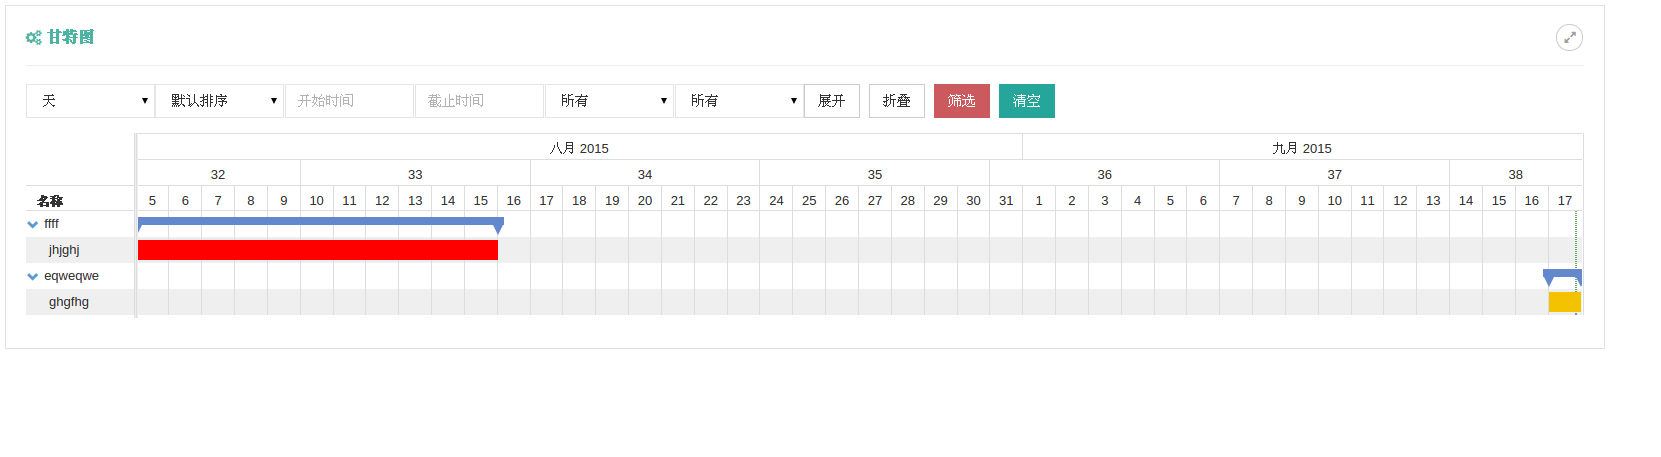 甘特图
天 默认排序 开始时间 截止时间 所有 所有 展开 折叠 筛选 清空
八月 2015 九月 2015
32 33 34 35 36 37 38
名称 5 6 7 8 9 10 11 12 13 14 15 16 17 18 19 20 21 22 23 24 25 26 27 28 29 30 31 1 2 3 4 5 6 7 8 9 10 11 12 13 14 15 16 17
ffff
jhjghj
eqweqwe
ghgfhg